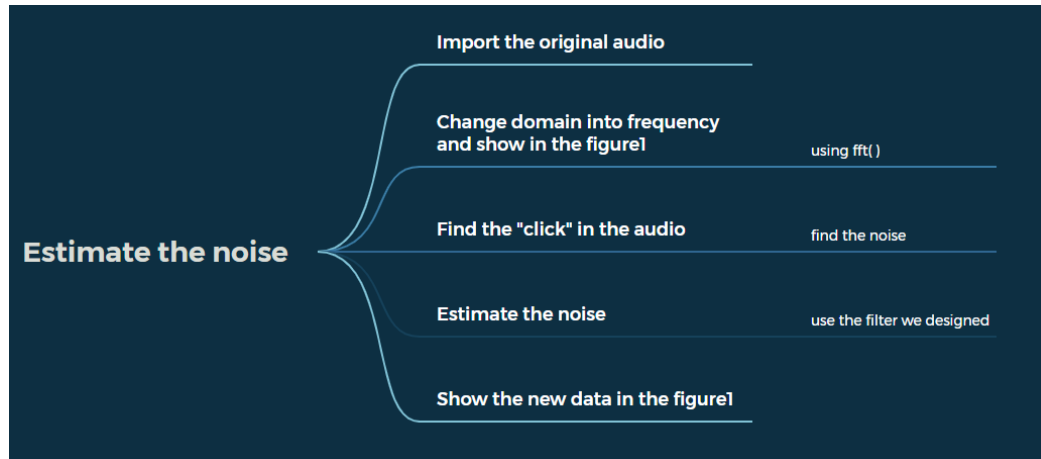 Import the original audio
Change domain into frequency
and show in the figure1
using fft( )
Find the "click" in the audio
find the noise
Estimate the noise
Estimate the noise
use the filter we designed
Show the new data in the figure1